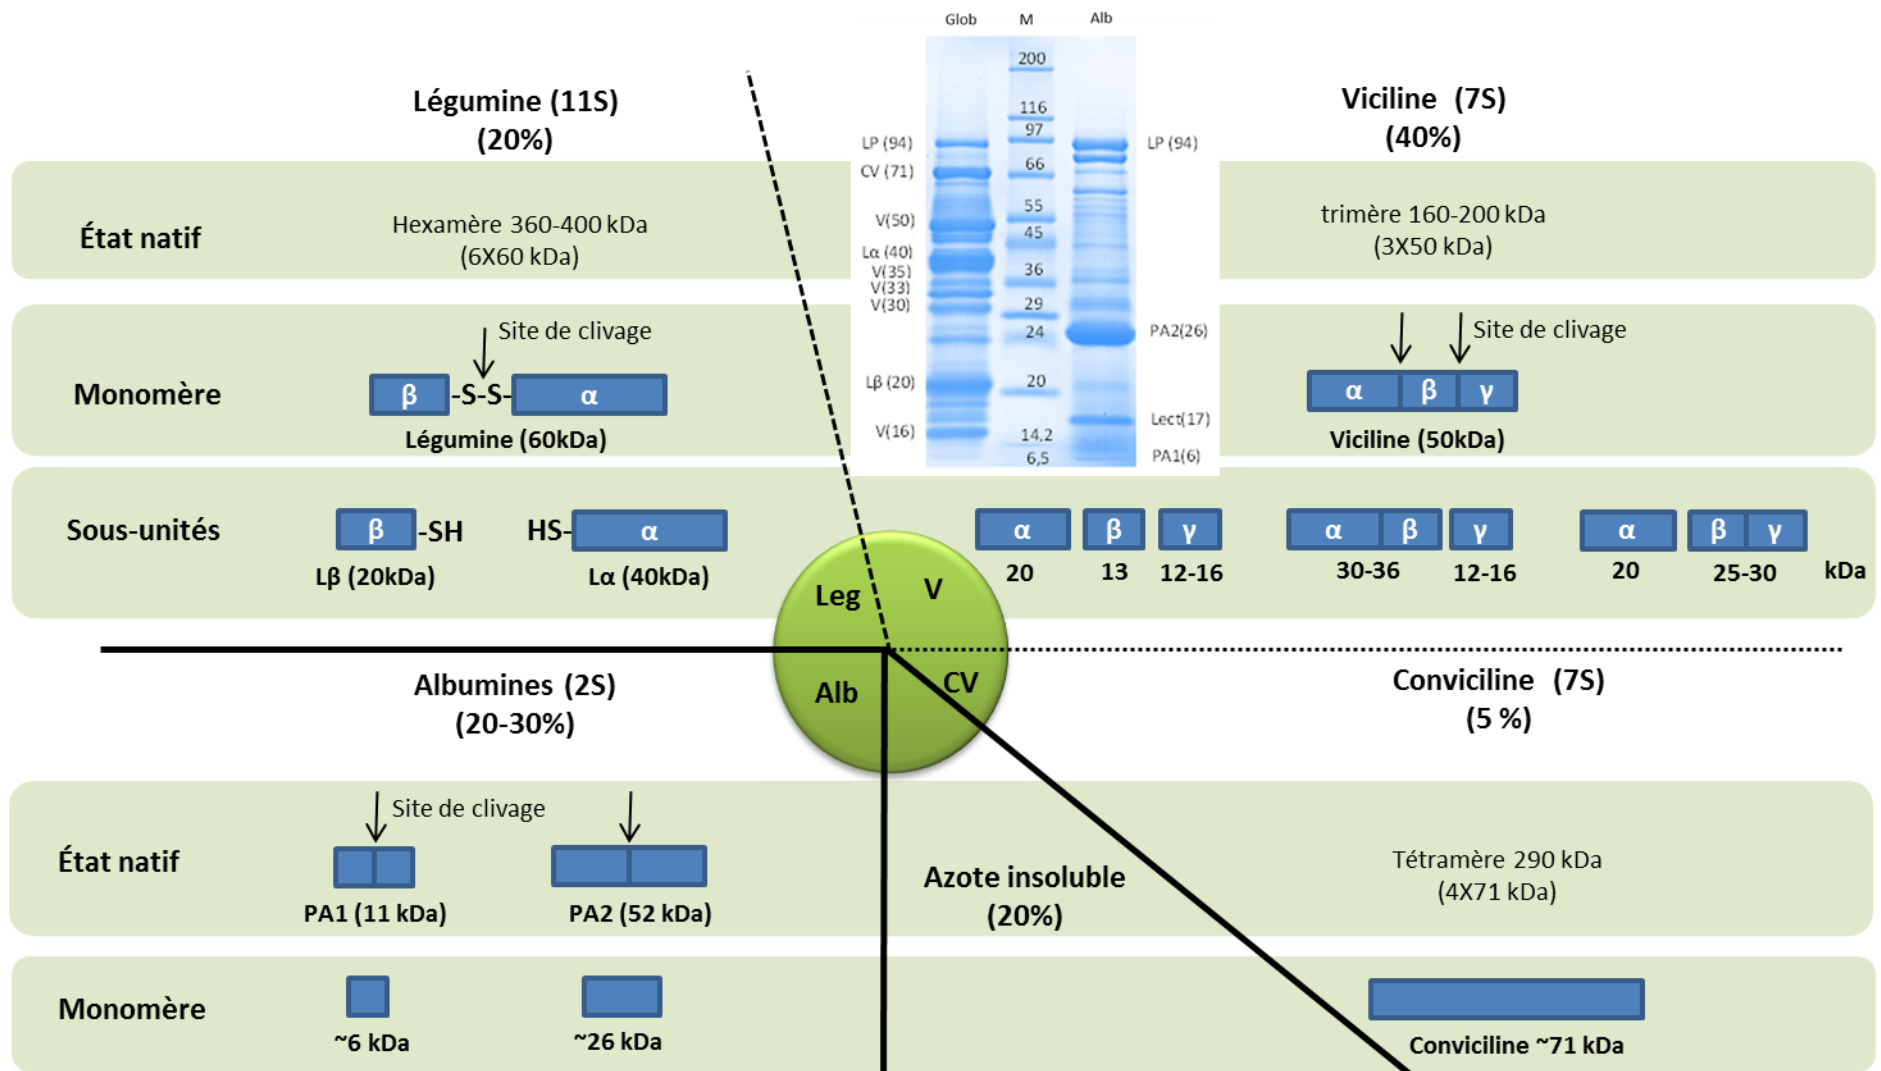 Glob M Alb
200
116
97
66
55
45
36
29
24
20
14,2
6,5
LP (94)
CV (71)
V(50)
Lα (40)
V(35)
V(33)
V(30)
Lβ (20)
V(16)
LP (94)
PA2(26)
Lect(17)
PA1(6)
Légumine (11S)
(20%)
Viciline (7S)
(40%)
État natif
Hexamère 360-400 kDa
(6X60 kDa)
trimère 160-200 kDa
(3X50 kDa)
Monomère
Site de clivage
β -S-S- α
Légumine (60kDa)
Site de clivage
α β γ
Viciline (50kDa)
Sous-unités
β -SH HS- α
Lβ (20kDa) Lα (40kDa)
α β γ α β γ α β γ
20 13 12-16 30-36 12-16 20 25-30 kDa
Leg V
Alb CV
Albumines (2S)
(20-30%)
Conviciline (7S)
(5 %)
État natif
Site de clivage
PA1 (11 kDa) PA2 (52 kDa)
Azote insoluble
(20%)
Tétramère 290 kDa
(4X71 kDa)
Monomère
~6 kDa ~26 kDa
Conviciline ~71 kDa